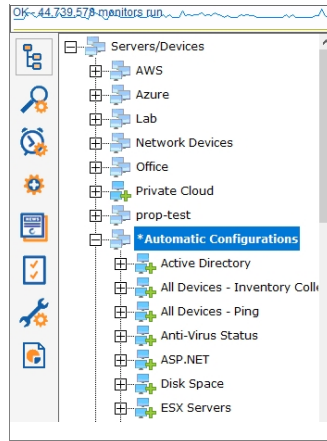 OK - 44,739,578 monitors run
Servers/Devices
AWS
Azure
Lab
Network Devices
Office
Private Cloud
prop-test
*Automatic Configurations
Active Directory
All Devices - Inventory Colle
All Devices - Ping
Anti-Virus Status
ASP.NET
Disk Space
ESX Servers